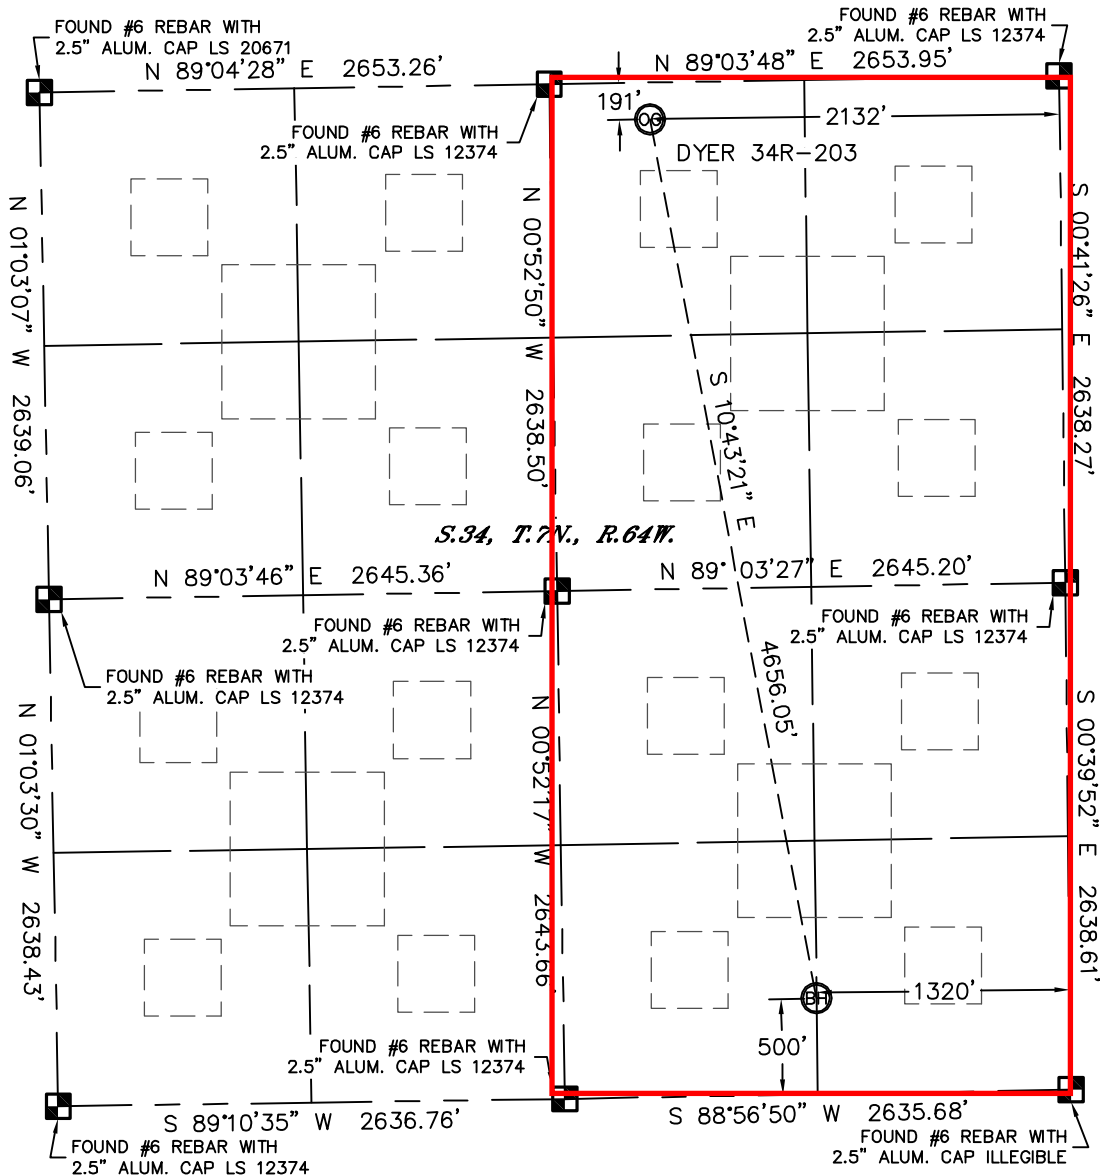 FOUND #6 REBAR WITH
2.5" ALUM. CAP LS 20671
N 89°04'28" E 2653.26'
FOUND #6 REBAR WITH
2.5" ALUM. CAP LS 12374
N 89°03'48" E 2653.95'
191'
OG
2132'
DYER 34R-203
FOUND #6 REBAR WITH
2.5" ALUM. CAP LS 12374
N 01°03'07" W 2639.06'
N 00°52'50" W 2638.50'
S 00°41'26" E 2638.27'
S 10°43'21" E
4656.05'
S.34, T.7N., R.64W.
N 89°03'46" E 2645.36'
N 89° 03'27" E 2645.20'
FOUND #6 REBAR WITH
2.5" ALUM. CAP LS 12374
FOUND #6 REBAR WITH
2.5" ALUM. CAP LS 12374
FOUND #6 REBAR WITH
2.5" ALUM. CAP LS 12374
N 01°03'30" W 2638.43'
N 00°52'17" W 2643.66
S 00°39'52" E 2638.61'
BH
1320'
500'
FOUND #6 REBAR WITH
2.5" ALUM. CAP LS 12374
S 89°10'35" W 2636.76'
S 88°56'50" W 2635.68'
FOUND #6 REBAR WITH
2.5" ALUM. CAP LS 12374
FOUND #6 REBAR WITH
2.5" ALUM. CAP ILLEGIBLE